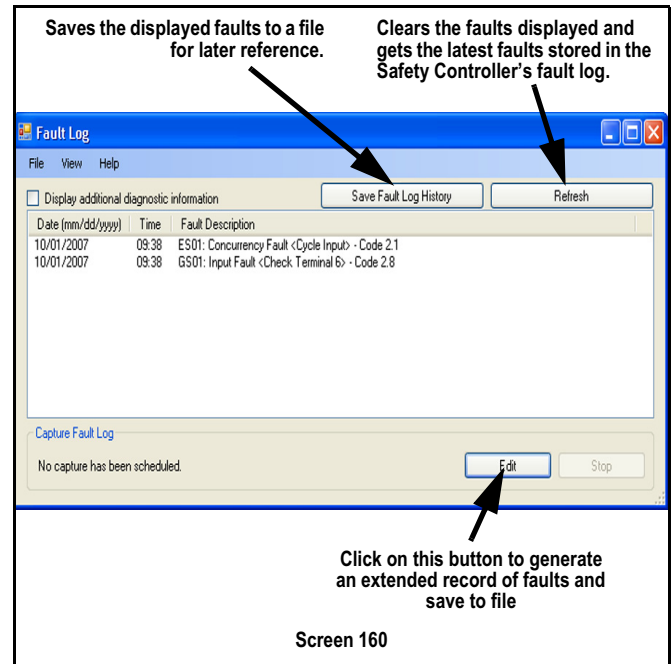 Saves the displayed faults to a file
for later reference.
Clears the faults displayed and
gets the latest faults stored in the
Safety Controller's fault log.
Fault Log
File View Help
Display additional diagnostic information
Save Fault Log History
Refresh
Date (mm/dd/yyyy) Time Fault Description
10/01/2007 09:38 ES01: Concurrency Fault <Cycle Input> - Code 2.1
10/01/2007 09:38 GS01: Input Fault <Check Terminal 6> - Code 2.8
Capture Fault Log
No capture has been scheduled.
Edit
Stop
Click on this button to generate
an extended record of faults and
save to file
Screen 160